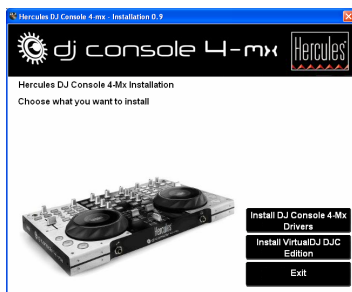 Hercules DJ Console 4-mx - Installation 0.9
dj console 4-mx
Hercules
Hercules DJ Console 4-Mx Installation
Choose what you want to install
Install DJ Console 4-Mx
Drivers
Install VirtualDJ DJC
Edition
Exit